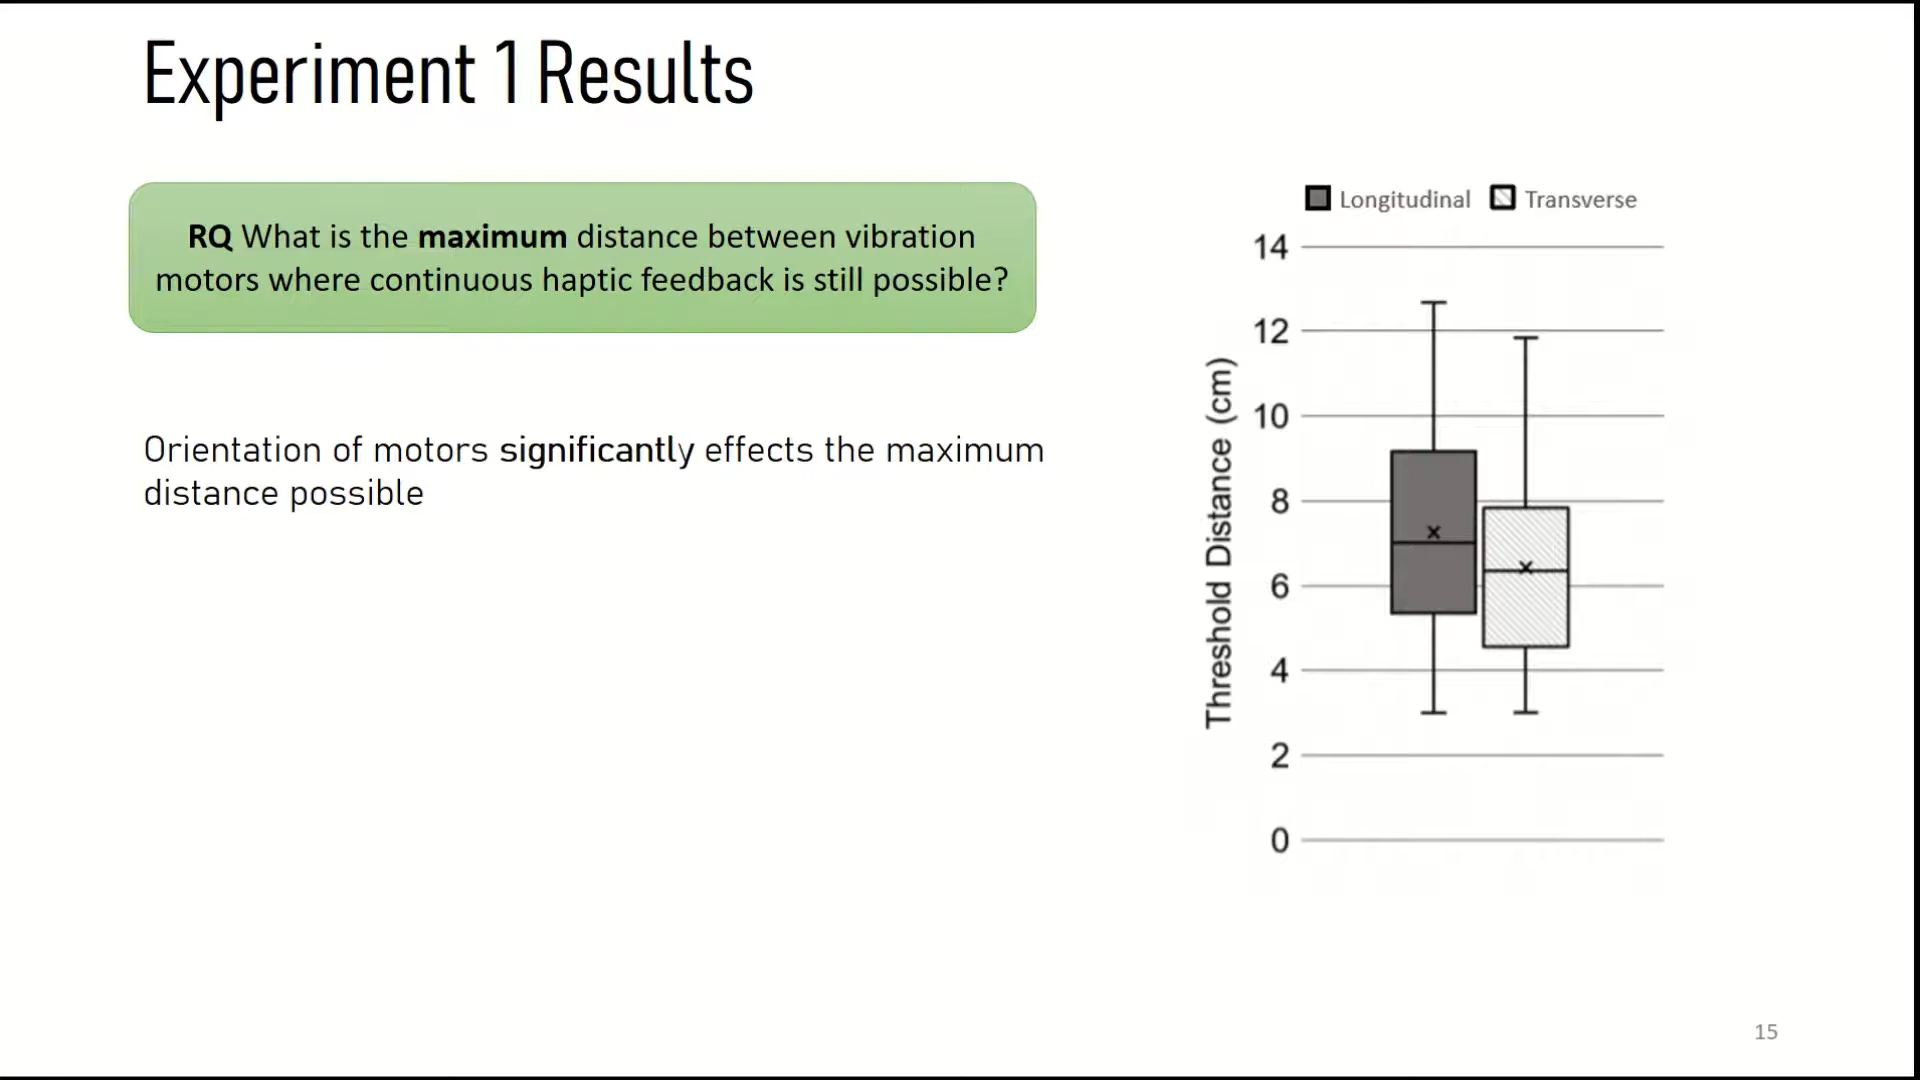 Experiment 1 Results
RQ What is the maximum distance between vibration
motors where continuous haptic feedback is still possible?
Orientation of motors significantly effects the maximum
distance possible
Longitudinal
Transverse
Threshold Distance (cm)
14
12
10
8
6
4
2
0
15